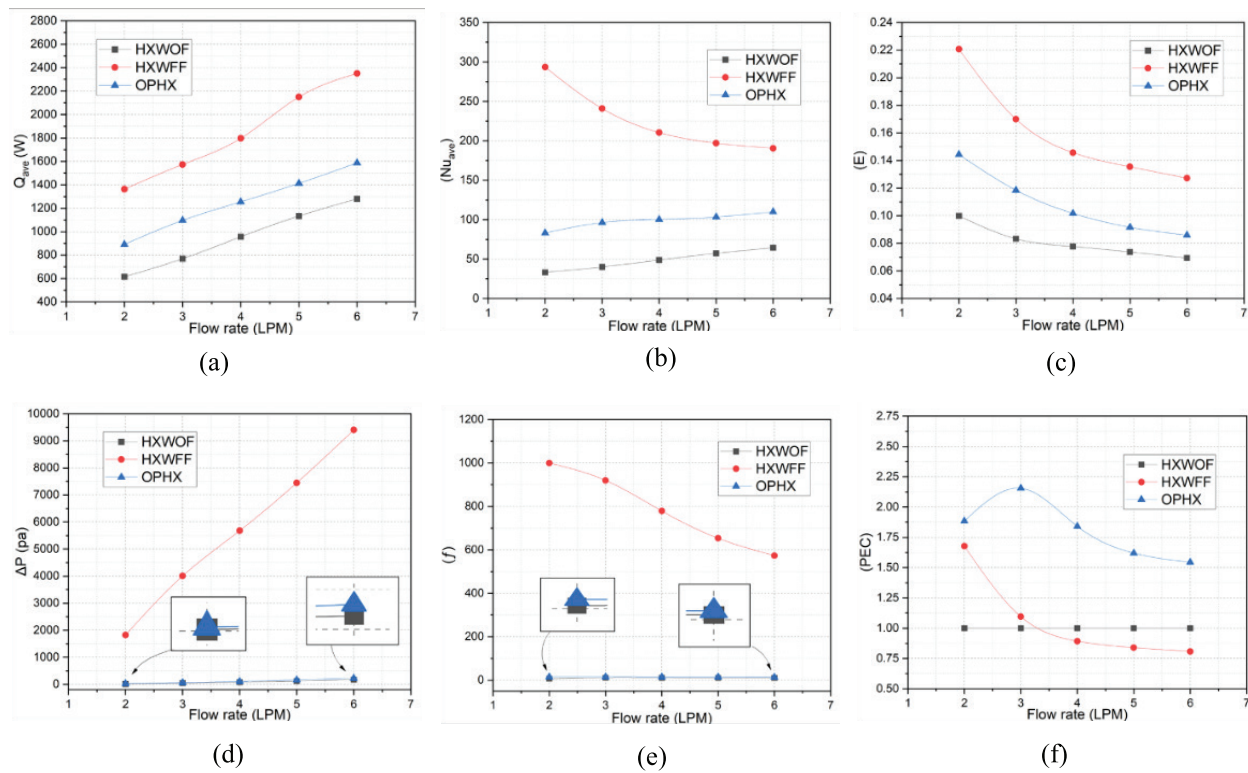 2800
2600
2400
2200
2000
1800
1600
1400
1200
1000
800
600
400
Qave (W)
HXWOF
HXWFF
OPHX
1 2 3 4 5 6 7
Flow rate (LPM)
(a)
350
300
250
200
150
100
50
0
(Nuave)
HXWOF
HXWFF
OPHX
1 2 3 4 5 6 7
Flow rate (LPM)
(b)
0.24
0.22
0.20
0.18
0.16
0.14
0.12
0.10
0.08
0.06
0.04
(E)
HXWOF
HXWFF
OPHX
1 2 3 4 5 6 7
Flow rate (LPM)
(c)
10000
9000
8000
7000
6000
5000
4000
3000
2000
1000
0
ΔP (pa)
HXWOF
HXWFF
OPHX
1 2 3 4 5 6 7
Flow rate (LPM)
(d)
1200
1000
800
600
400
200
0
(f)
HXWOF
HXWFF
OPHX
1 2 3 4 5 6 7
Flow rate (LPM)
(e)
2.75
2.50
2.25
2.00
1.75
1.50
1.25
1.00
0.75
0.50
(PEC)
HXWOF
HXWFF
OPHX
1 2 3 4 5 6 7
Flow rate (LPM)
(f)